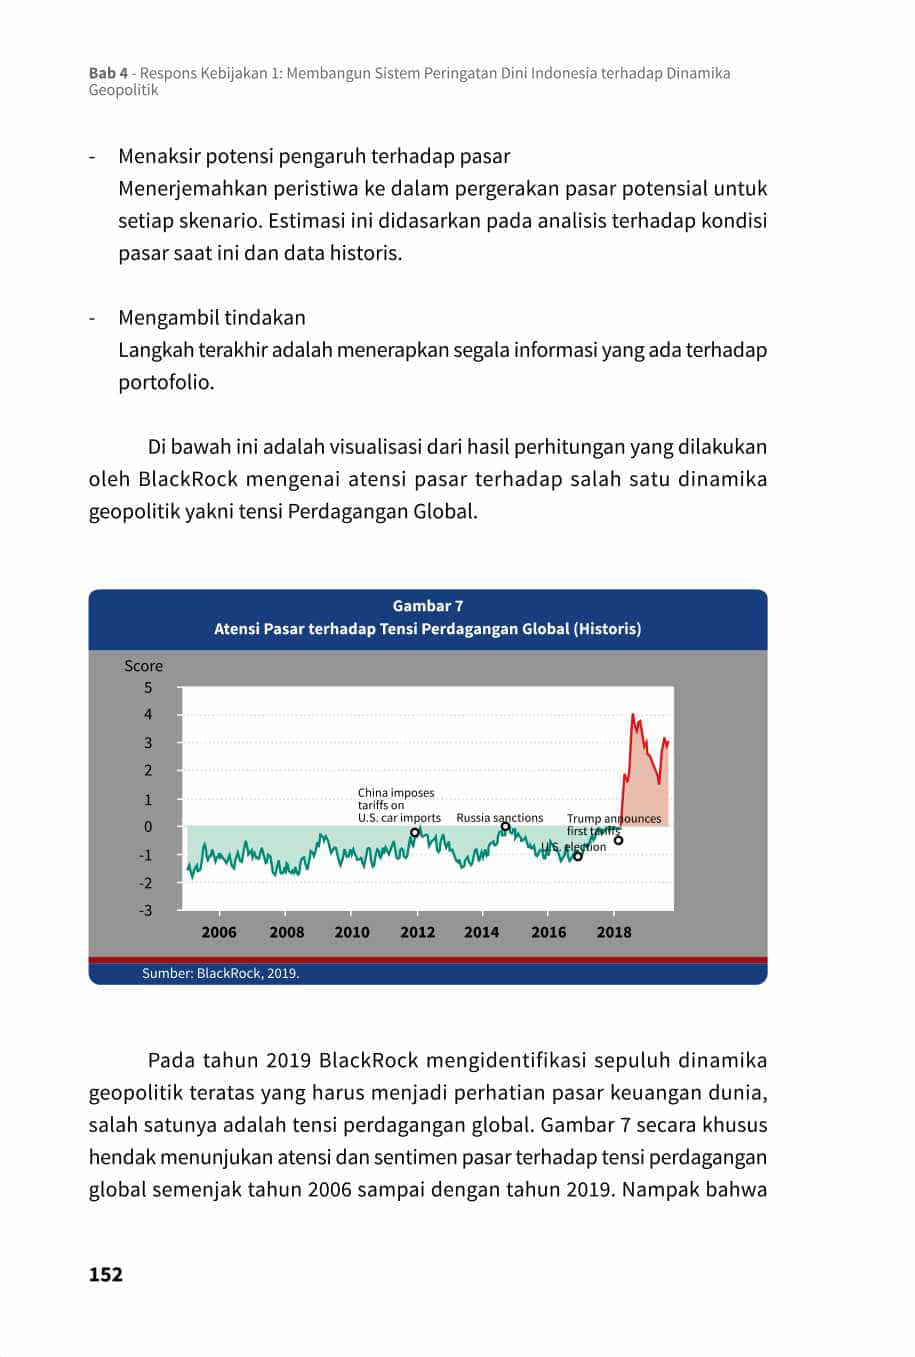 Bab 4 - Respons Kebijakan 1: Membangun Sistem Peringatan Dini Indonesia terhadap Dinamika
Geopolitik
- Menaksir potensi pengaruh terhadap pasar
Menerjemahkan peristiwa ke dalam pergerakan pasar potensial untuk
setiap skenario. Estimasi ini didasarkan pada analisis terhadap kondisi
pasar saat ini dan data historis.
- Mengambil tindakan
Langkah terakhir adalah menerapkan segala informasi yang ada terhadap
portofolio.
Di bawah ini adalah visualisasi dari hasil perhitungan yang dilakukan
oleh BlackRock mengenai atensi pasar terhadap salah satu dinamika
geopolitik yakni tensi Perdagangan Global.
Gambar 7
Atensi Pasar terhadap Tensi Perdagangan Global (Historis)
Score
5
4
3
2
1
0
-1
-2
-3
China imposes
tariffs on
U.S. car imports
Russia sanctions
Trump announces
first tariffs
U.S. election
2006 2008 2010 2012 2014 2016 2018
Sumber: BlackRock, 2019.
Pada tahun 2019 BlackRock mengidentifikasi sepuluh dinamika
geopolitik teratas yang harus menjadi perhatian pasar keuangan dunia,
salah satunya adalah tensi perdagangan global. Gambar 7 secara khusus
hendak menunjukan atensi dan sentimen pasar terhadap tensi perdagangan
global semenjak tahun 2006 sampai dengan tahun 2019. Nampak bahwa
152